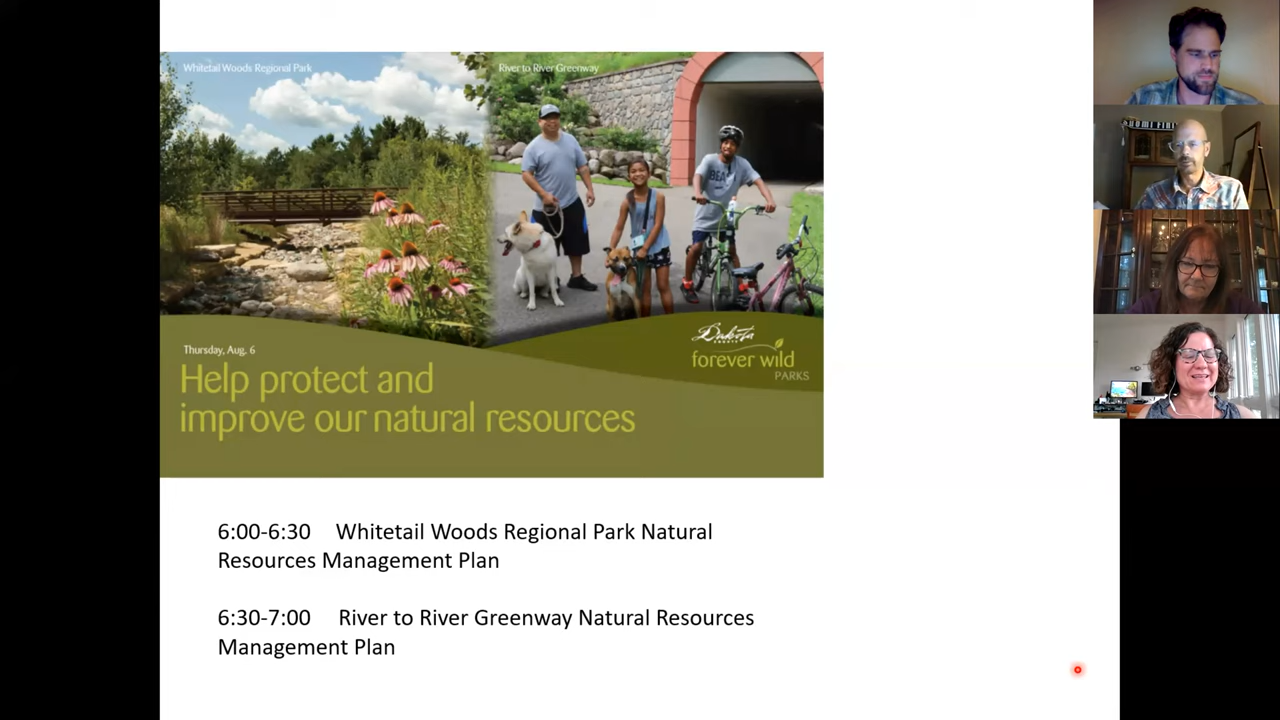 Whitetail Woods Regional Park
River to River Greenway
Thursday, Aug. 6
Help protect and
improve our natural resources
Dakota
COUNTY
forever wild
PARKS
6:00-6:30 Whitetail Woods Regional Park Natural
Resources Management Plan
6:30-7:00 River to River Greenway Natural Resources
Management Plan